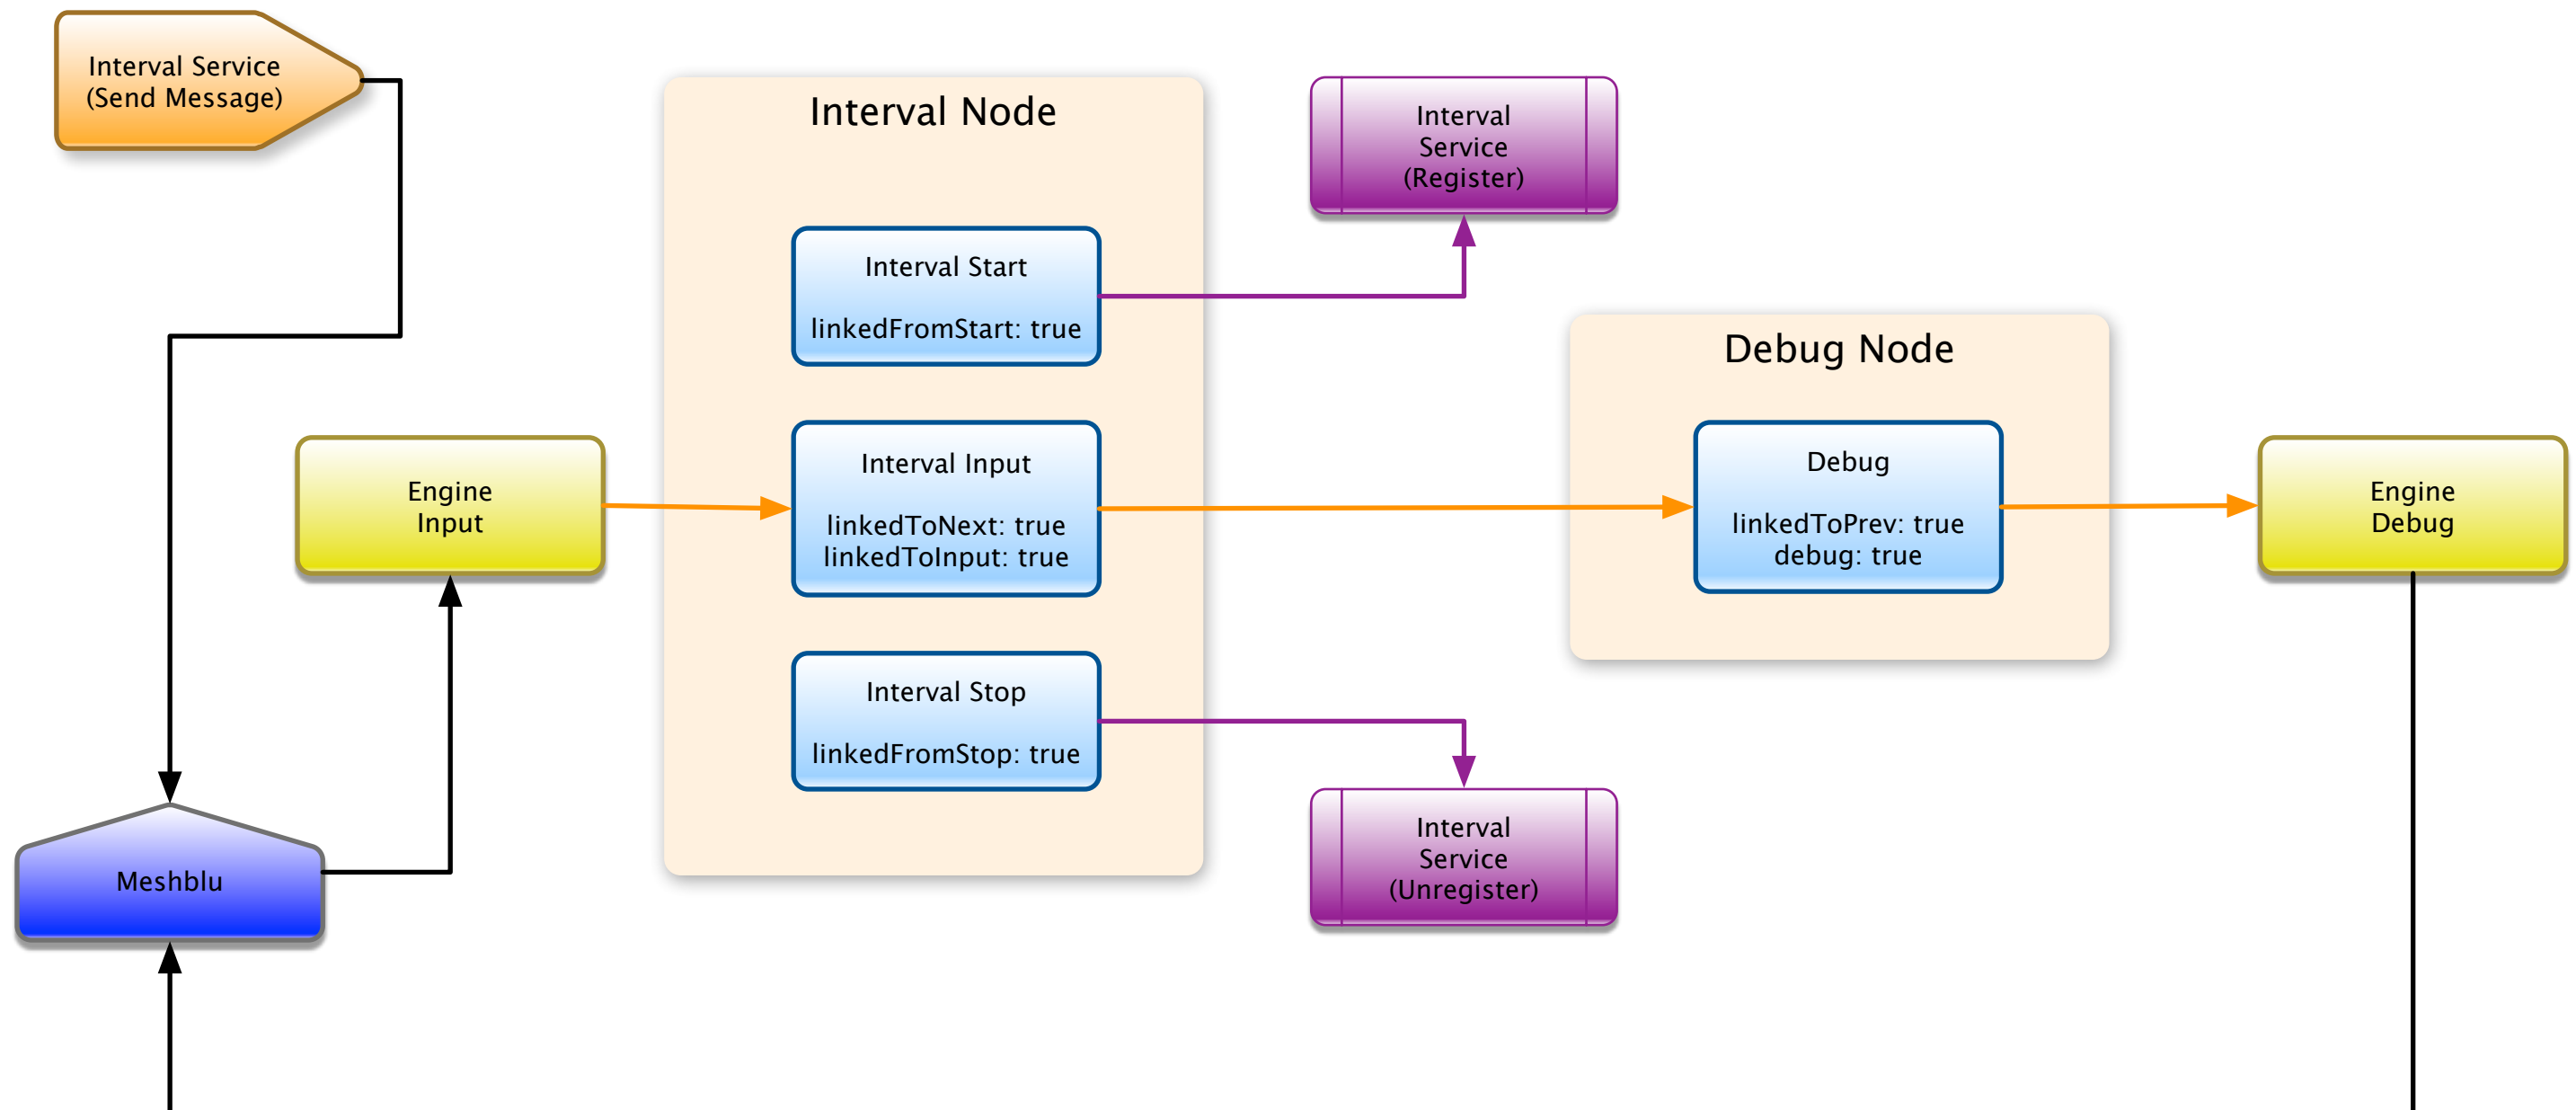 Interval Service
(Send Message)
Interval Node
Interval
Service
(Register)
Interval Start
linkedFromStart: true
Debug Node
Engine
Input
Interval Input
linkedToNext: true
linkedToInput: true
Debug
linkedToPrev: true
debug: true
Engine
Debug
Interval Stop
linkedFromStop: true
Interval
Service
(Unregister)
Meshblu